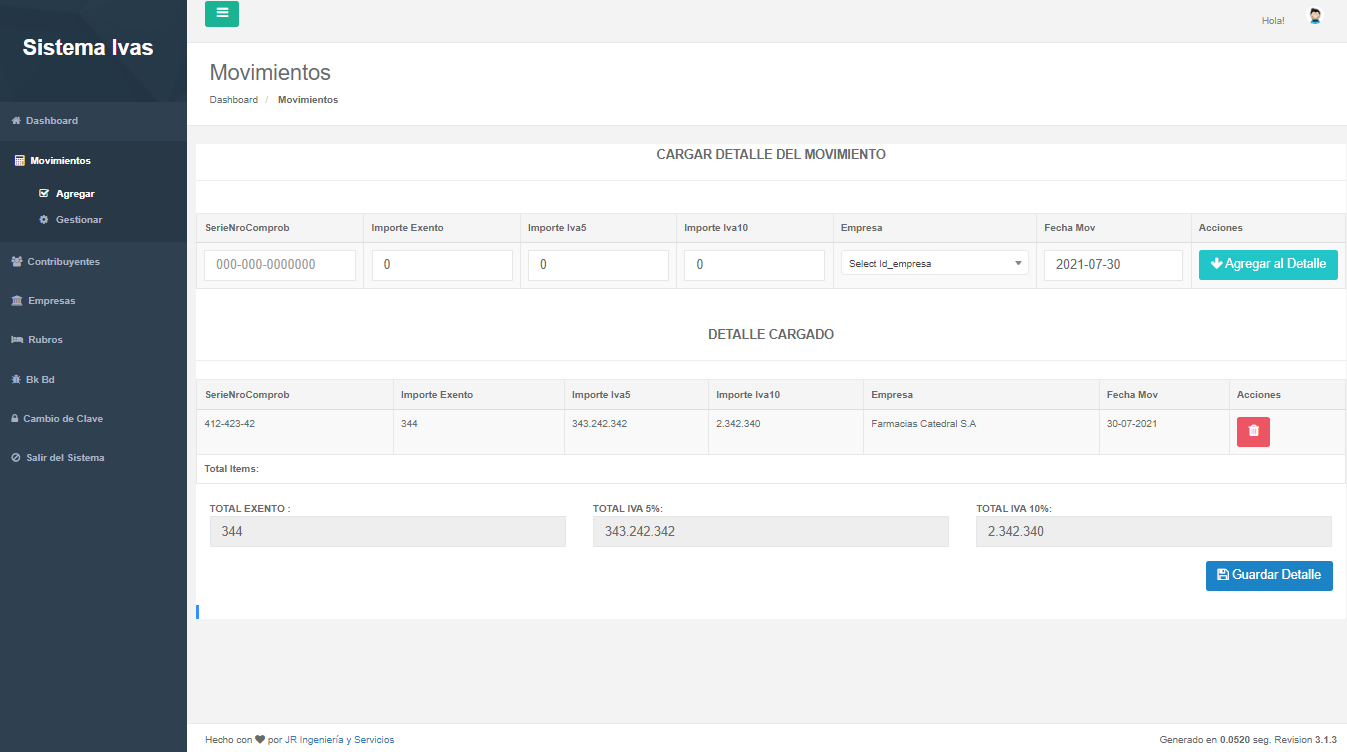 Sistema Ivas
Hola!
Movimientos
Dashboard / Movimientos
Dashboard
Movimientos
Agregar
Gestionar
Contribuyentes
Empresas
Rubros
Bk Bd
Cambio de Clave
Salir del Sistema
CARGAR DETALLE DEL MOVIMIENTO
SerieNroComprob Importe Exento Importe Iva5 Importe Iva10 Empresa Fecha Mov Acciones
000-000-0000000 0 0 0 Select Id_empresa 2021-07-30 Agregar al Detalle
DETALLE CARGADO
SerieNroComprob Importe Exento Importe Iva5 Importe Iva10 Empresa Fecha Mov Acciones
412-423-42 344 343.242.342 2.342.340 Farmacias Catedral S.A 30-07-2021
Total Items:
TOTAL EXENTO : TOTAL IVA 5%: TOTAL IVA 10%:
344 343.242.342 2.342.340
Guardar Detalle
Hecho con por JR Ingeniería y Servicios
Generado en 0.0520 seg. Revision 3.1.3